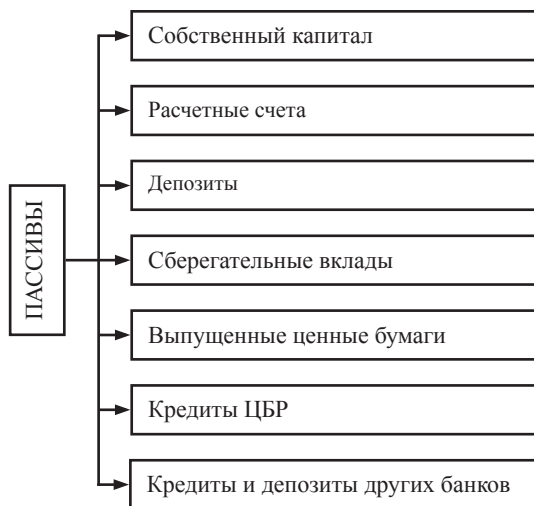 ПАССИВЫ
Собственный капитал
Расчетные счета
Депозиты
Сберегательные вклады
Выпущенные ценные бумаги
Кредиты ЦБР
Кредиты и депозиты других банков